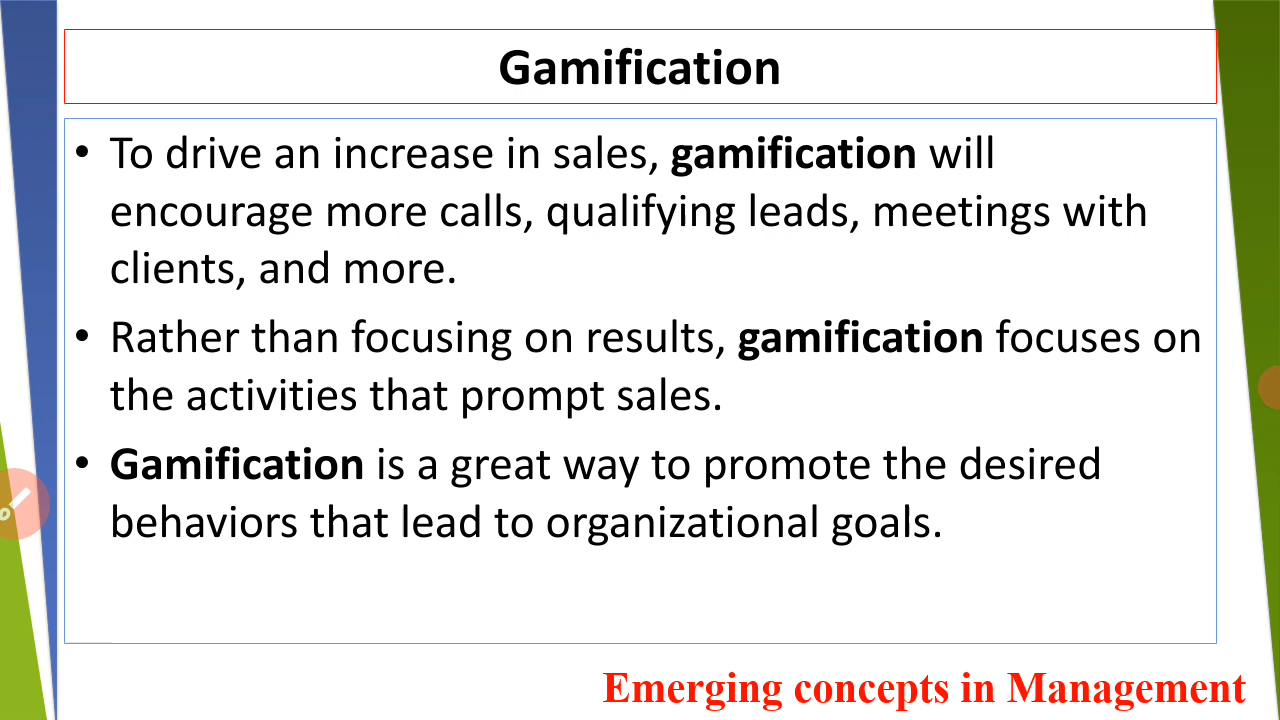 Gamification
• To drive an increase in sales, gamification will
encourage more calls, qualifying leads, meetings with
clients, and more.
• Rather than focusing on results, gamification focuses on
the activities that prompt sales.
• Gamification is a great way to promote the desired
behaviors that lead to organizational goals.
Emerging concepts in Management